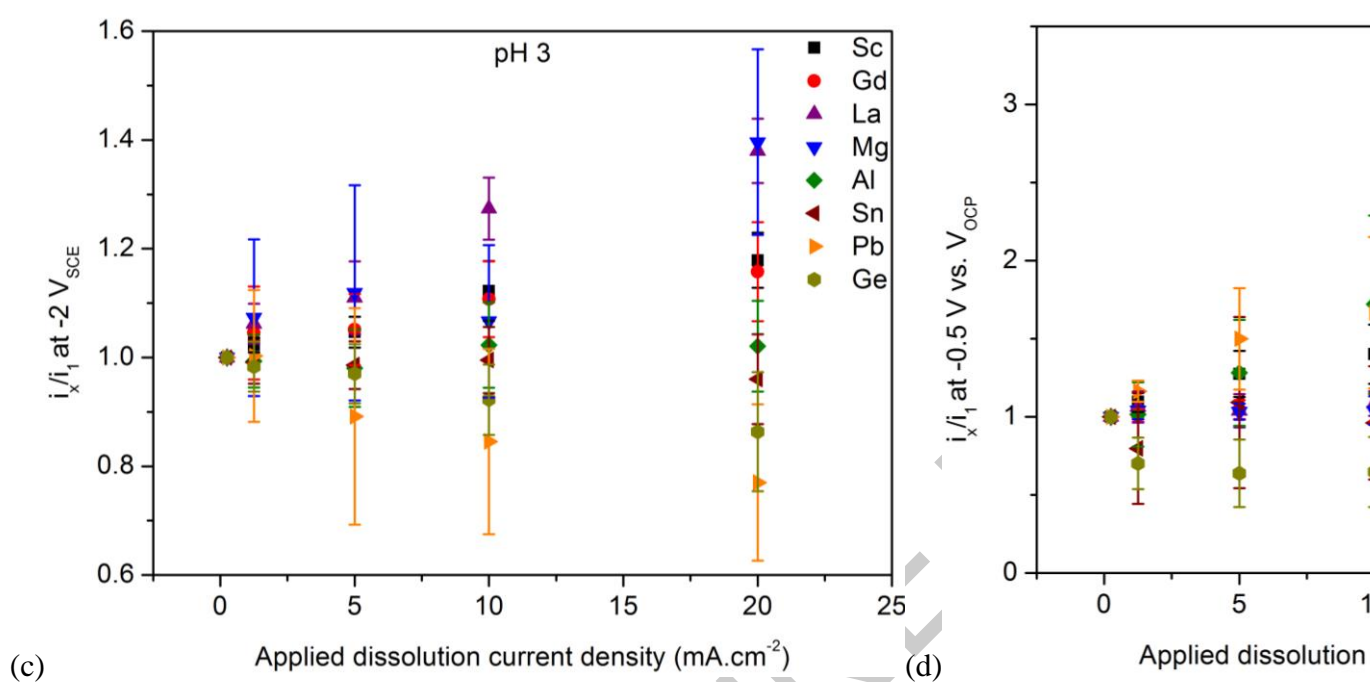 pH 3
Sc
Gd
La
Mg
Al
Sn
Pb
Ge
1.6
1.4
1.2
1.0
0.8
0.6
i_x/i_1 at -2 V_SCE
0
5
10
15
20
25
Applied dissolution current density (mA.cm⁻²)
(c)
3
2
1
0
i_x/i_1 at -0.5 V vs. V_OCP
0
5
1
Applied dissolution
(d)